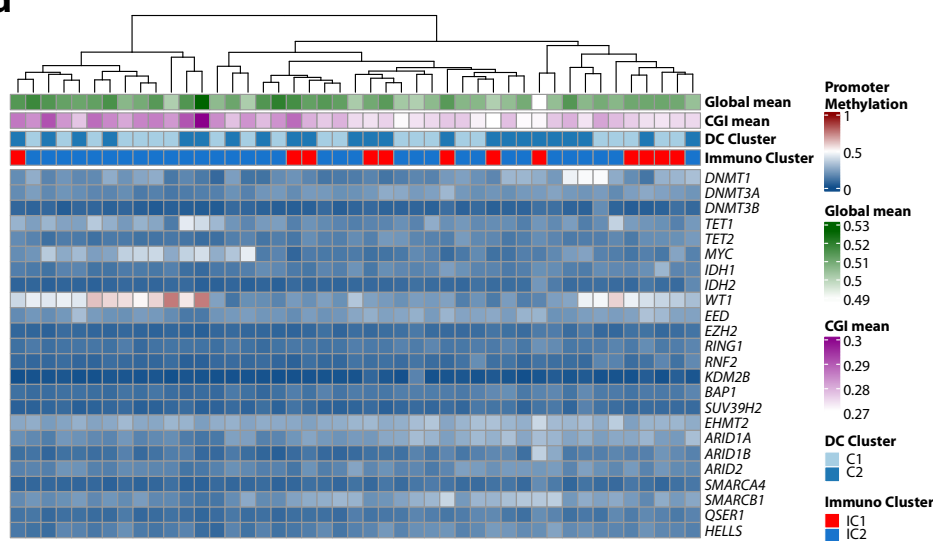 Global mean
CGI mean
DC Cluster
Immuno Cluster
DNMT1
DNMT3A
DNMT3B
TET1
TET2
MYC
IDH1
IDH2
WT1
EED
EZH2
RING1
RNF2
KDM2B
BAP1
SUV39H2
EHMT2
ARID1A
ARID1B
ARID2
SMARCA4
SMARCB1
QSER1
HELLS
Promoter
Methylation
1
0.5
0
Global mean
0.53
0.52
0.51
0.5
0.49
CGI mean
0.3
0.29
0.28
0.27
DC Cluster
C1
C2
Immuno Cluster
IC1
IC2